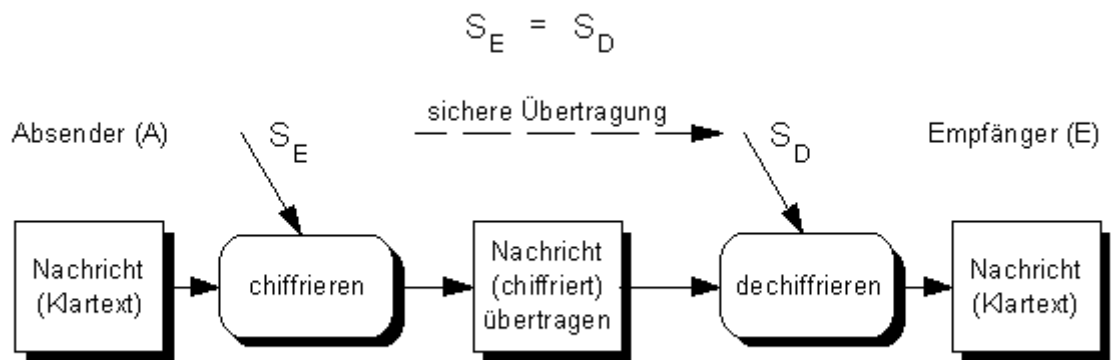 S_E = S_D
sichere Übertragung
Absender (A)
S_E
S_D
Empfänger (E)
Nachricht
(Klartext)
chiffrieren
Nachricht
(chiffriert)
übertragen
dechiffrieren
Nachricht
(Klartext)